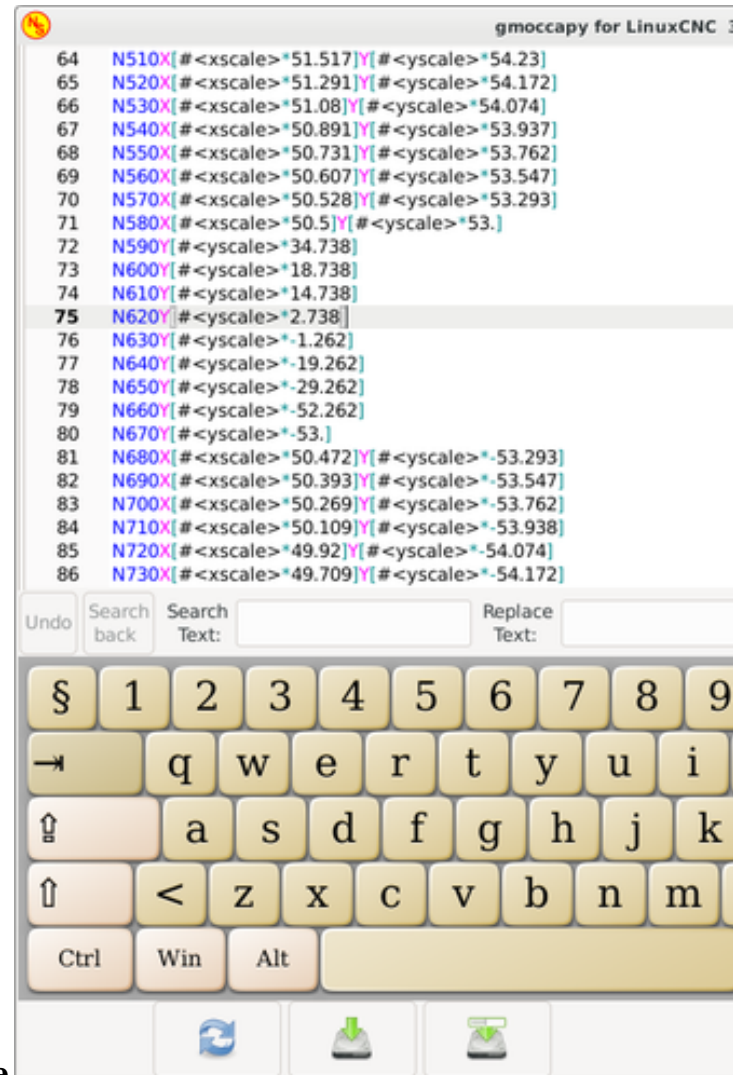 gmoccapy for LinuxCNC
64 N510X[#<xscale>*51.517]Y[#<yscale>*54.23]
65 N520X[#<xscale>*51.291]Y[#<yscale>*54.172]
66 N530X[#<xscale>*51.08]Y[#<yscale>*54.074]
67 N540X[#<xscale>*50.891]Y[#<yscale>*53.937]
68 N550X[#<xscale>*50.731]Y[#<yscale>*53.762]
69 N560X[#<xscale>*50.607]Y[#<yscale>*53.547]
70 N570X[#<xscale>*50.528]Y[#<yscale>*53.293]
71 N580X[#<xscale>*50.5]Y[#<yscale>*53.]
72 N590Y[#<yscale>*34.738]
73 N600Y[#<yscale>*18.738]
74 N610Y[#<yscale>*14.738]
75 N620Y[#<yscale>*2.738]
76 N630Y[#<yscale>*-1.262]
77 N640Y[#<yscale>*-19.262]
78 N650Y[#<yscale>*-29.262]
79 N660Y[#<yscale>*-52.262]
80 N670Y[#<yscale>*-53.]
81 N680X[#<xscale>*50.472]Y[#<yscale>*-53.293]
82 N690X[#<xscale>*50.393]Y[#<yscale>*-53.547]
83 N700X[#<xscale>*50.269]Y[#<yscale>*-53.762]
84 N710X[#<xscale>*50.109]Y[#<yscale>*-53.938]
85 N720X[#<xscale>*49.92]Y[#<yscale>*-54.074]
86 N730X[#<xscale>*49.709]Y[#<yscale>*-54.172]
Undo Search back Search Text: Replace Text:
§ 1 2 3 4 5 6 7 8 9
⇥ q w e r t y u i
a s d f g h j k
⇧ < z x c v b n m
Ctrl Win Alt